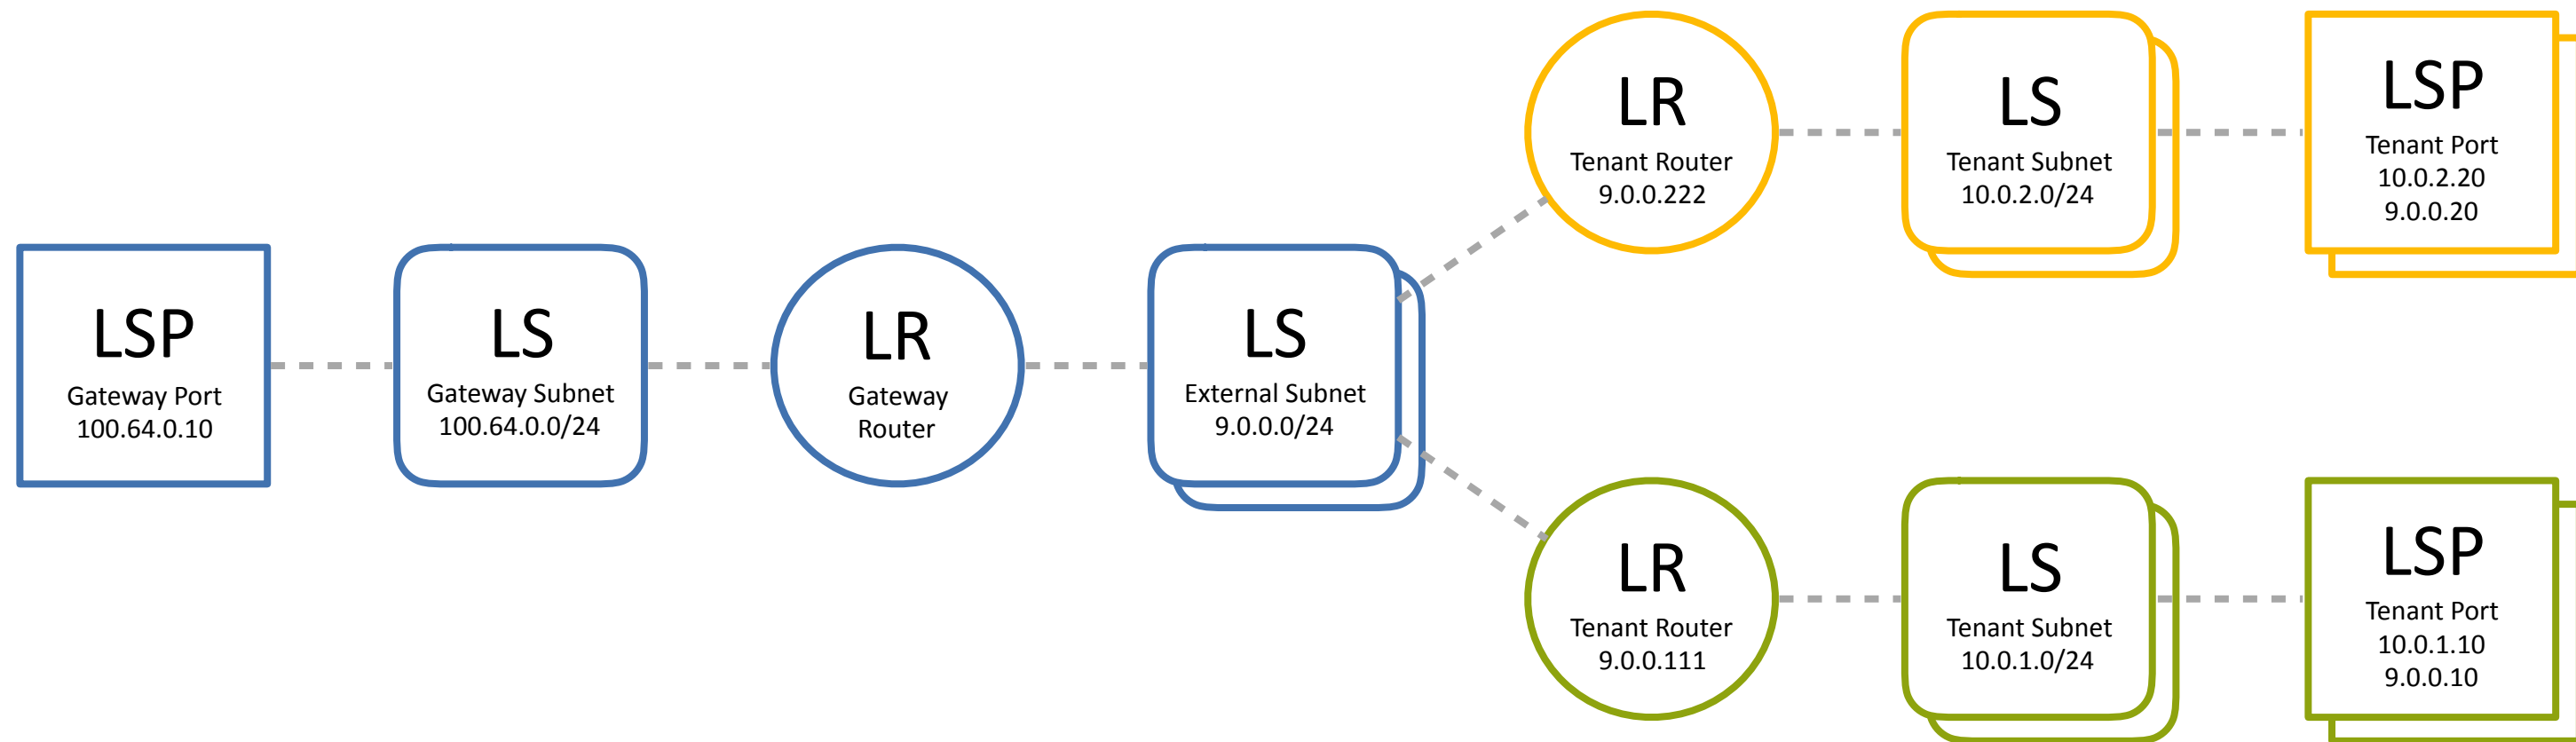 LSP
Gateway Port
100.64.0.10
LS
Gateway Subnet
100.64.0.0/24
LR
Gateway
Router
LS
External Subnet
9.0.0.0/24
LR
Tenant Router
9.0.0.222
LS
Tenant Subnet
10.0.2.0/24
LSP
Tenant Port
10.0.2.20
9.0.0.20
LR
Tenant Router
9.0.0.111
LS
Tenant Subnet
10.0.1.0/24
LSP
Tenant Port
10.0.1.10
9.0.0.10